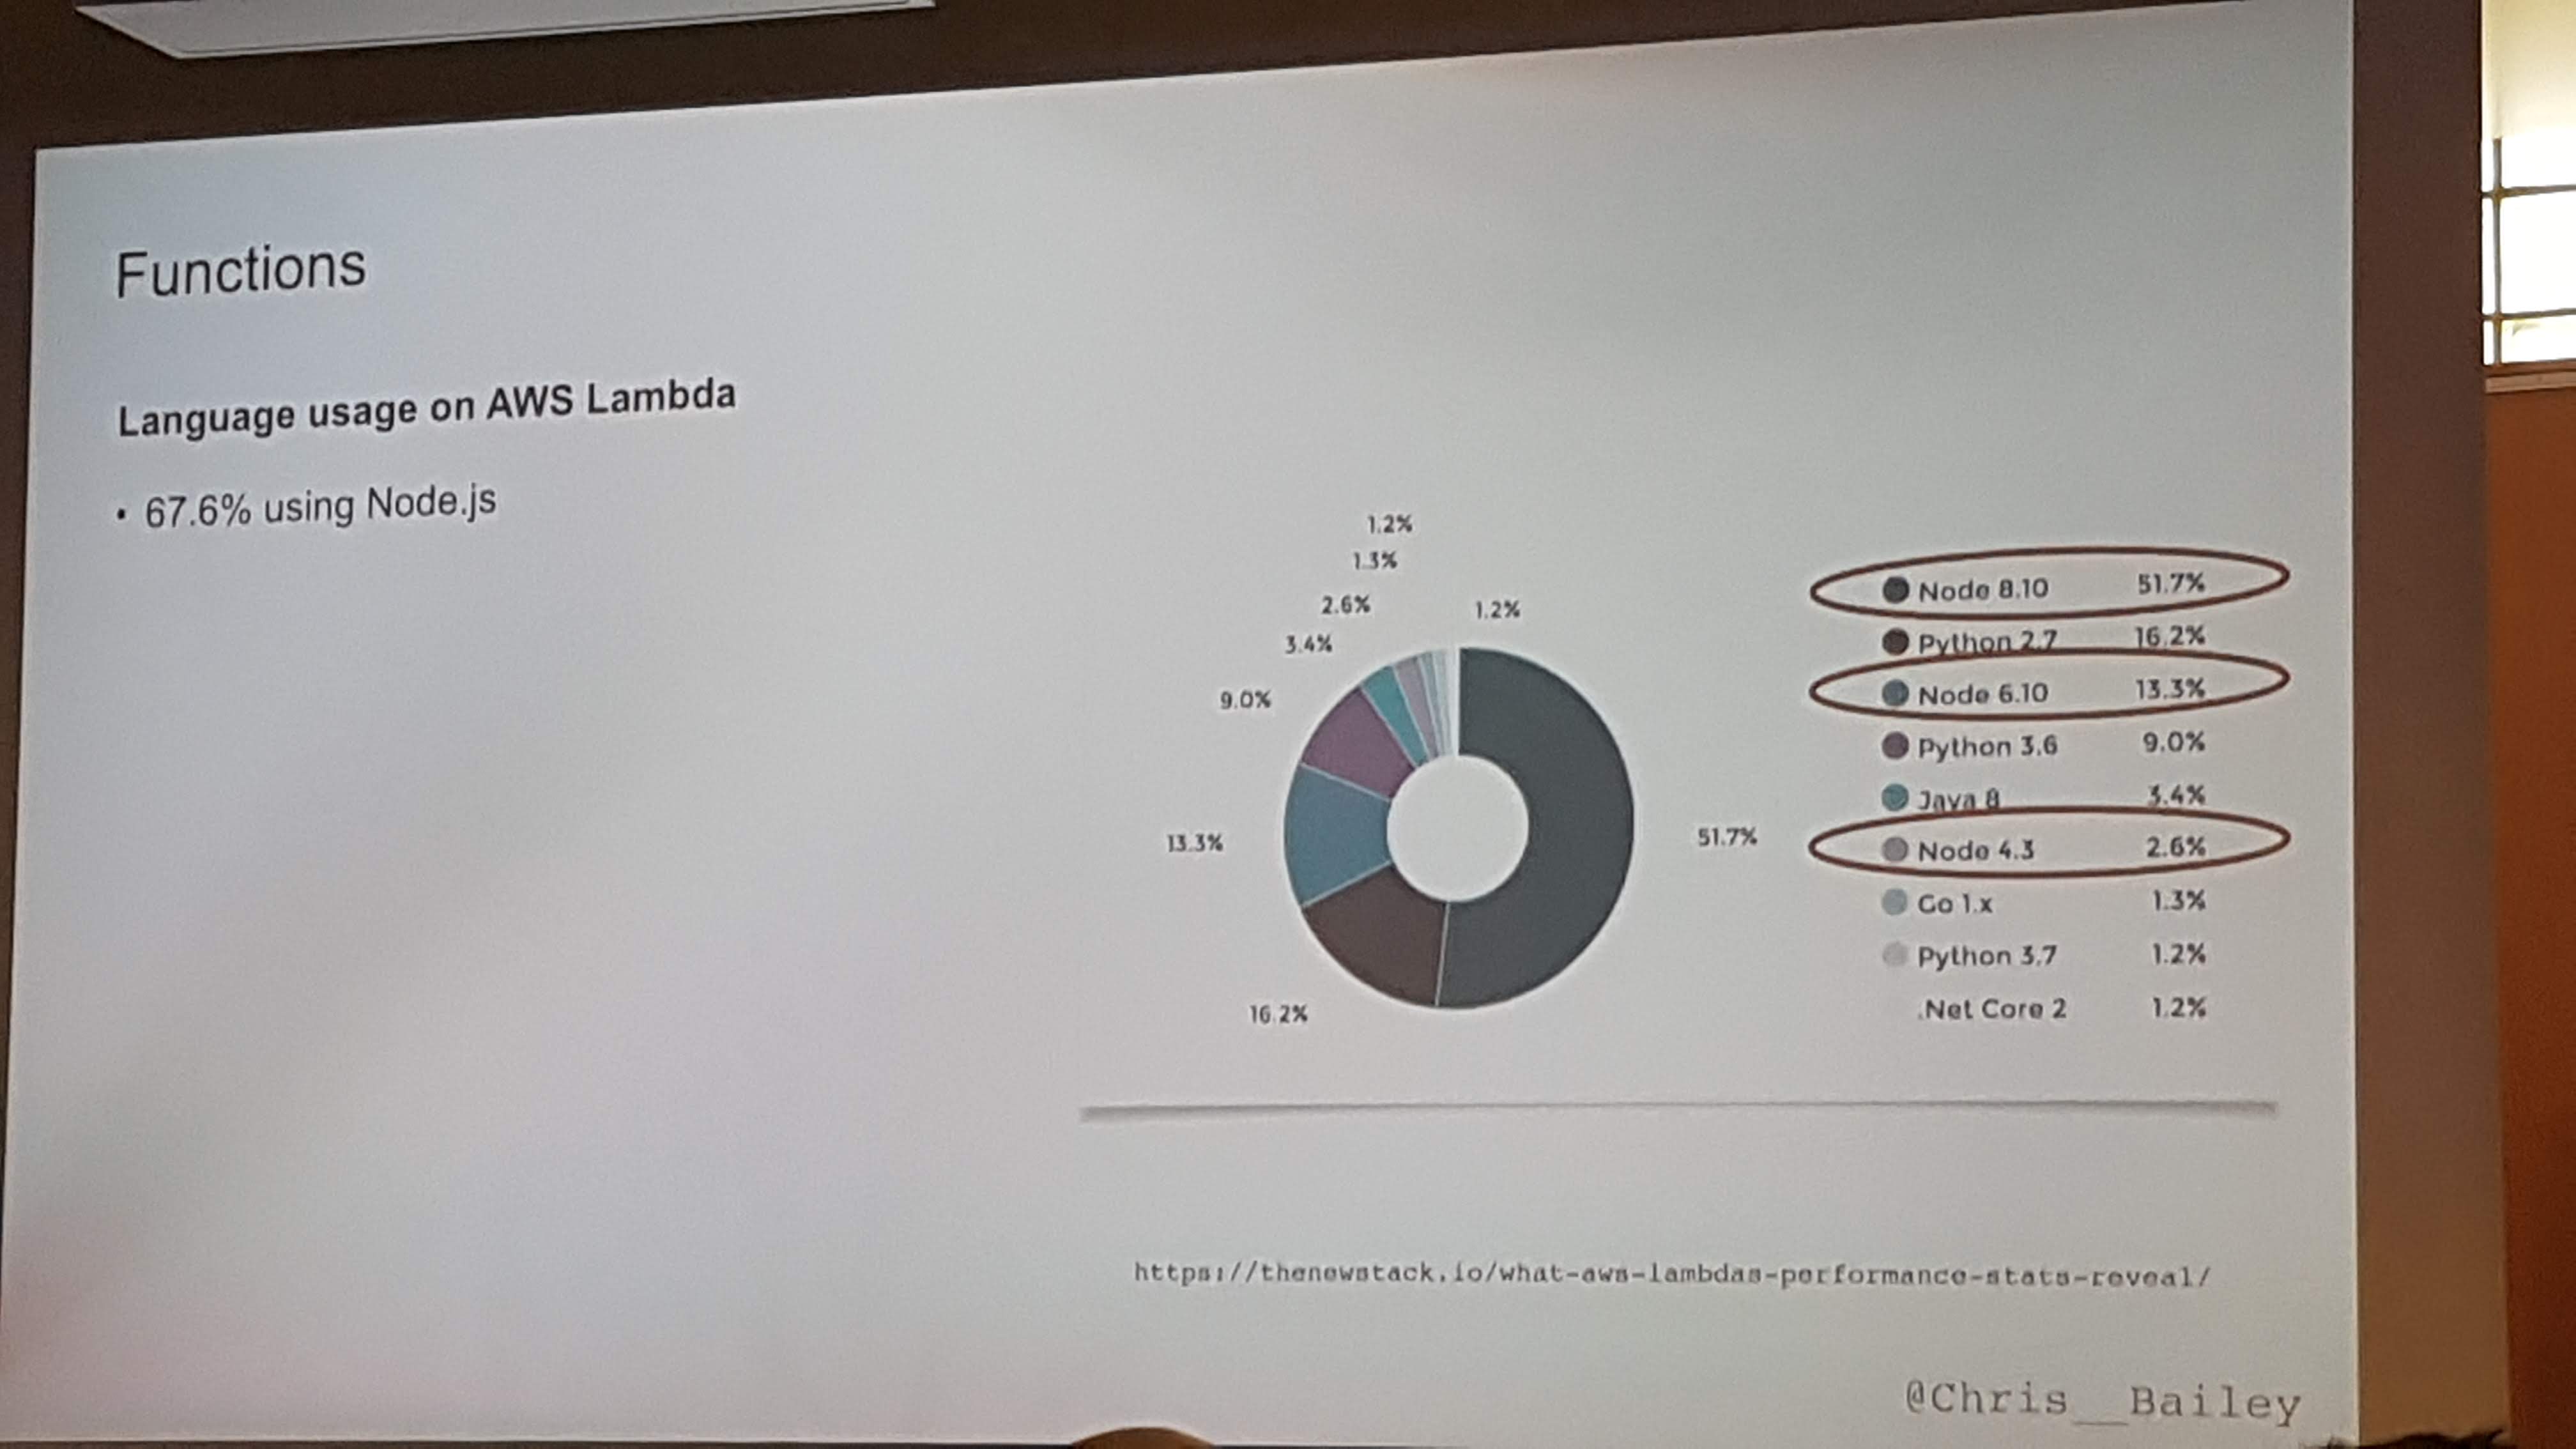 Functions
Language usage on AWS Lambda
• 67.6% using Node.js
1.2%
1.3%
2.6%
1.2%
3.4%
9.0%
13.3%
51.7%
16.2%
Node 8.10 51.7%
Python 2.7 16.2%
Node 6.10 13.3%
Python 3.6 9.0%
Java 8 3.4%
Node 4.3 2.6%
Go 1.x 1.3%
Python 3.7 1.2%
.Net Core 2 1.2%
https://thenewstack.io/what-aws-lambdas-performance-stats-reveal/
@Chris__Bailey